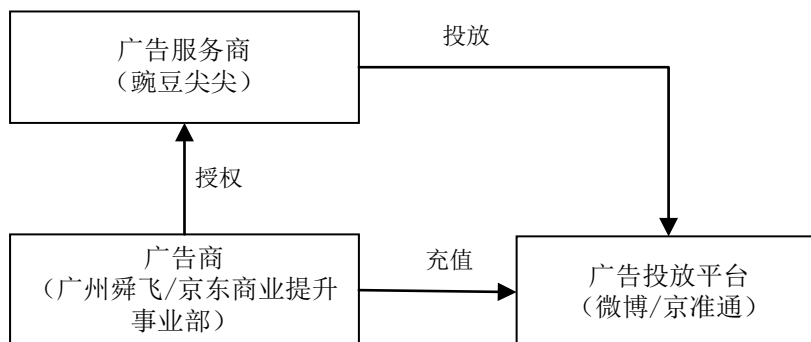 广告服务商
（豌豆尖尖）
投放
授权
广告商
（广州舜飞/京东商业提升
事业部）
充值
广告投放平台
（微博/京准通）